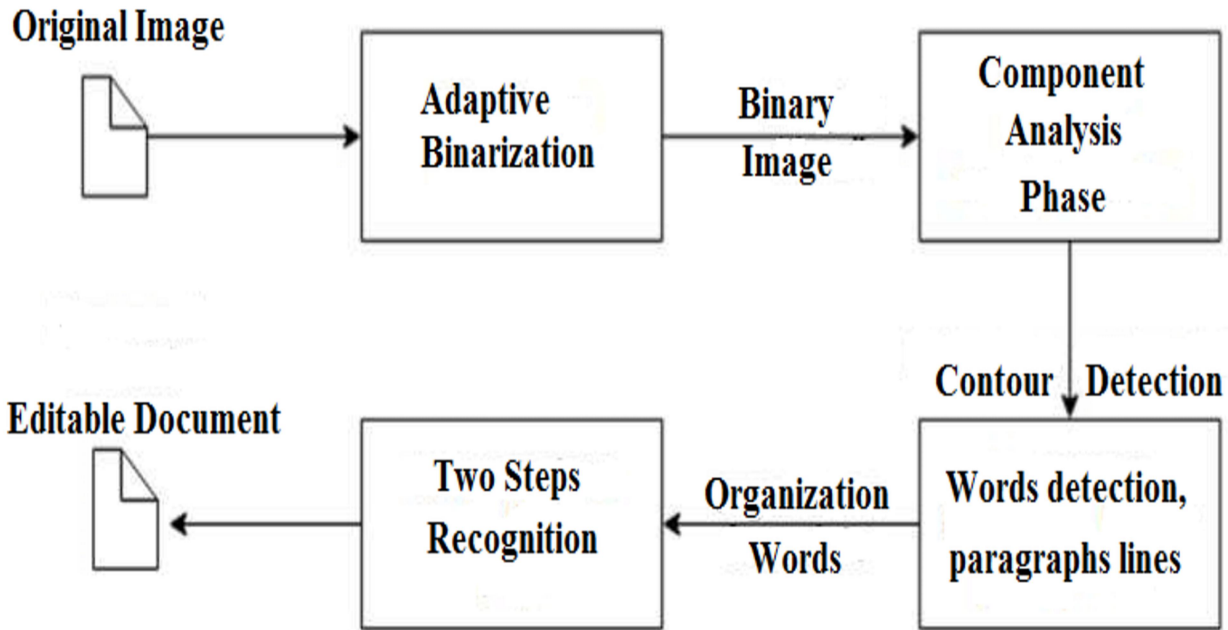 Original Image
Adaptive
Binarization
Binary
Image
Component
Analysis
Phase
Contour Detection
Words detection,
paragraphs lines
Organization
Words
Two Steps
Recognition
Editable Document